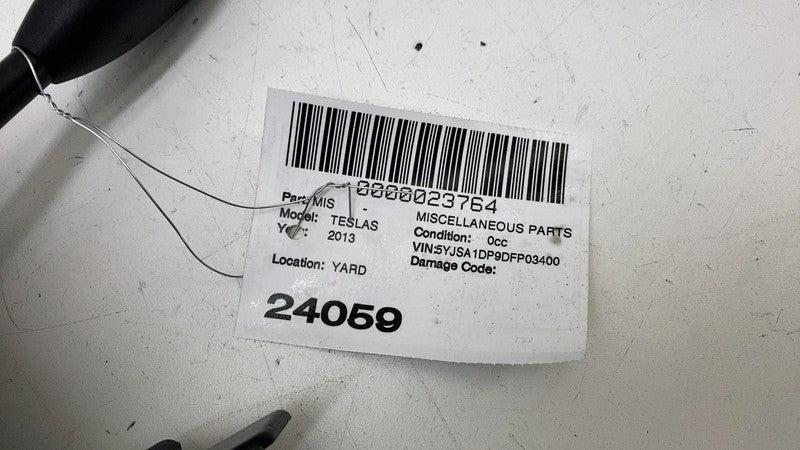 0000023764
Part: MIS - MISCELLANEOUS PARTS
Model: TESLAS Condition: 0cc
2013 VIN:5YJSA1DP9DFP03400
Location: YARD Damage Code:
24059